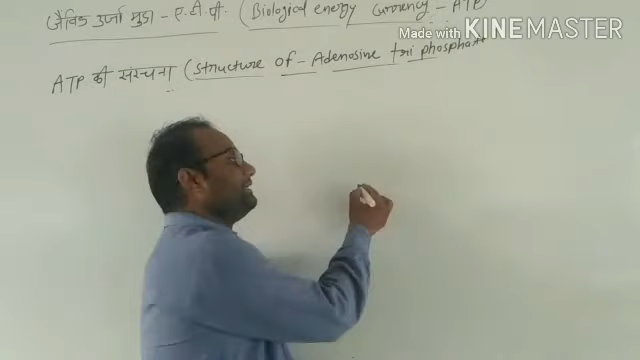 जैविक ऊर्जा मुद्रा - ए.टी.पी. (Biological energy Currency - ATP
ATP की संरचना (Structure of - Adenosine tri phosphate
Made with KINEMASTER